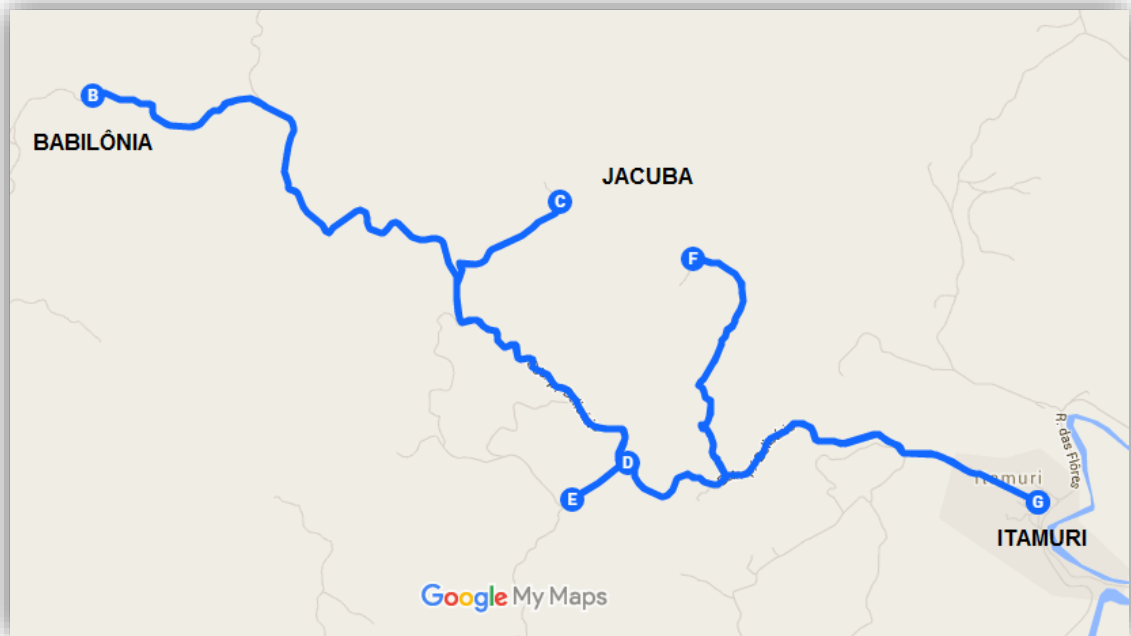 B
BABILÔNIA
JACUBA
C
F
R. das Flôres
D
E
Itamuri
G
ITAMURI
Google My Maps